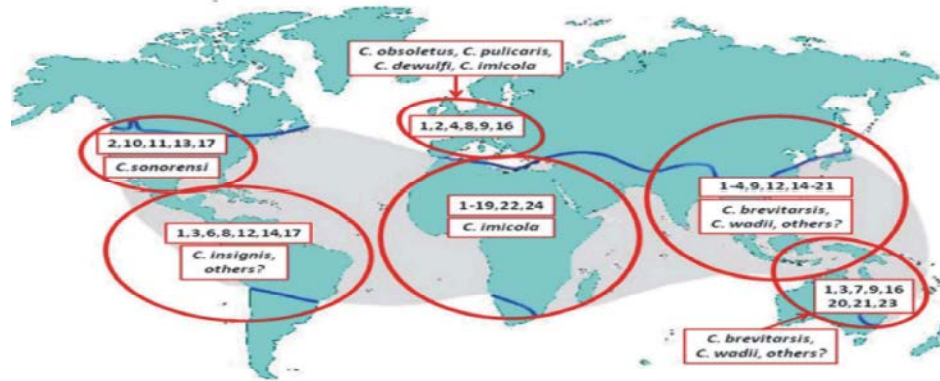 C. obsoletus, C. pulicaris,
C. dewulfi, C. imicola
1,2,4,8,9,16
2,10,11,13,17
C.sonorensi
1-4,9,12,14-21
C. brevitarsis,
C. wadii, others?
1-19,22,24
C. imicola
1,3,6,8,12,14,17
C. insignis,
others?
1,3,7,9,16
20,21,23
C. brevitarsis,
C. wadii, others?